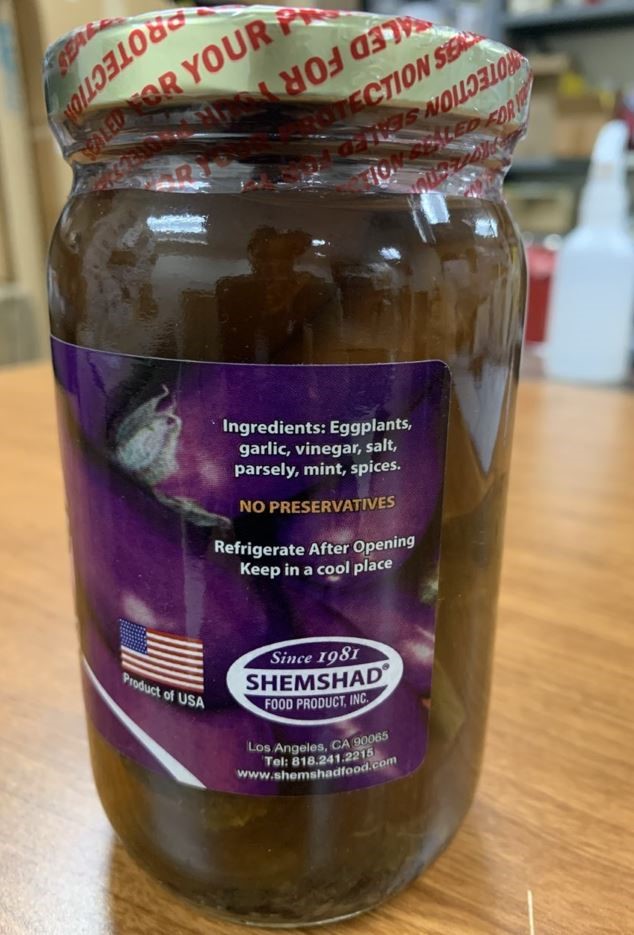 SEALED FOR YOUR PROTECTION
Ingredients: Eggplants,
garlic, vinegar, salt,
parsely, mint, spices.
NO PRESERVATIVES
Refrigerate After Opening
Keep in a cool place
Product of USA
Since 1981
SHEMSHAD®
FOOD PRODUCT, INC.
Los Angeles, CA 90065
Tel: 818.241.2215
www.shemshadfood.com